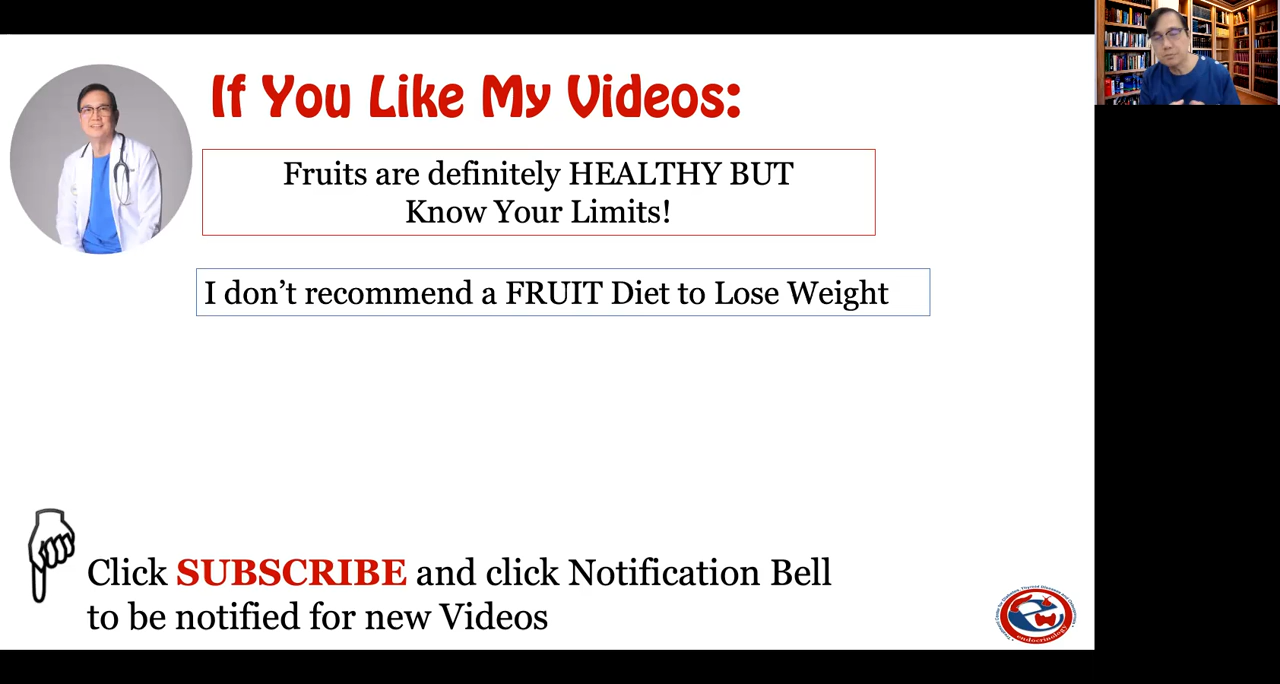 If You Like My Videos:
Fruits are definitely HEALTHY BUT
Know Your Limits!
I don’t recommend a FRUIT Diet to Lose Weight
Click SUBSCRIBE and click Notification Bell
to be notified for new Videos
endocrinology